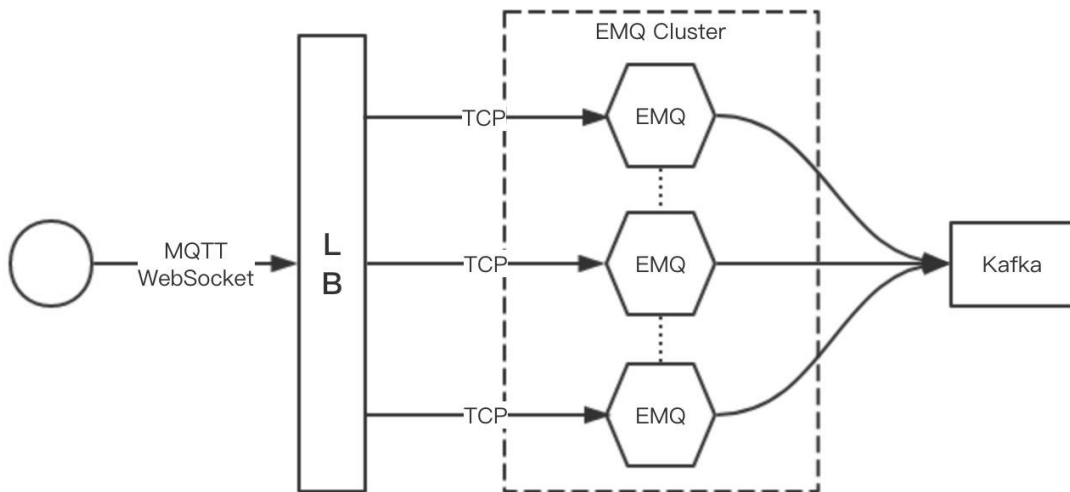 EMQ Cluster
TCP
EMQ
MQTT
WebSocket
L
B
TCP
EMQ
Kafka
TCP
EMQ